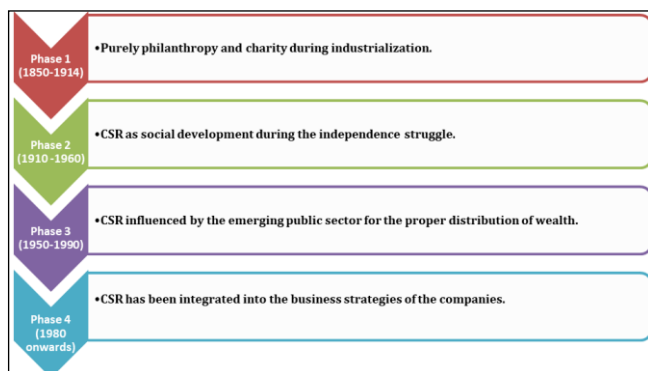 Phase 1
(1850-1914)
•Purely philanthropy and charity during industrialization.
Phase 2
(1910 -1960)
•CSR as social development during the independence struggle.
Phase 3
(1950-1990)
•CSR influenced by the emerging public sector for the proper distribution of wealth.
Phase 4
(1980
onwards)
•CSR has been integrated into the business strategies of the companies.